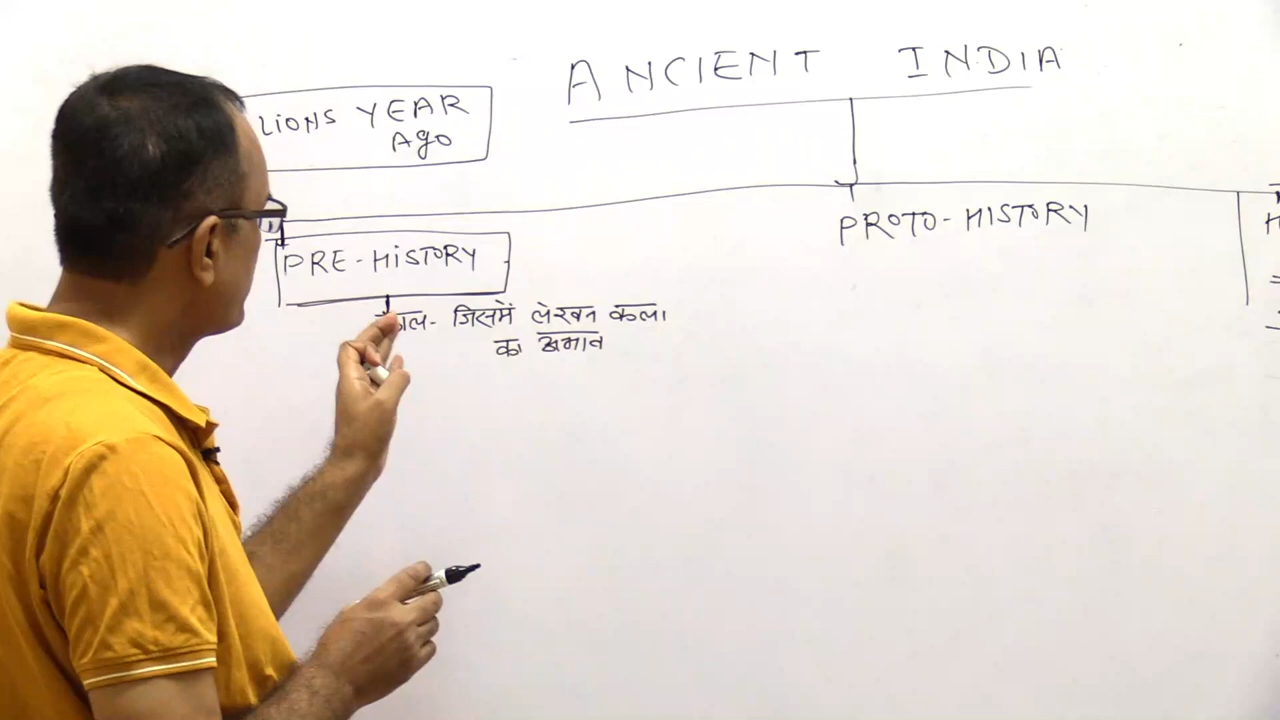 ANCIENT INDIA
LIONS YEAR
Ago
PRE-HISTORY
PROTO-HISTORY
H
काल- जिसमें लेखन कला
का अभाव